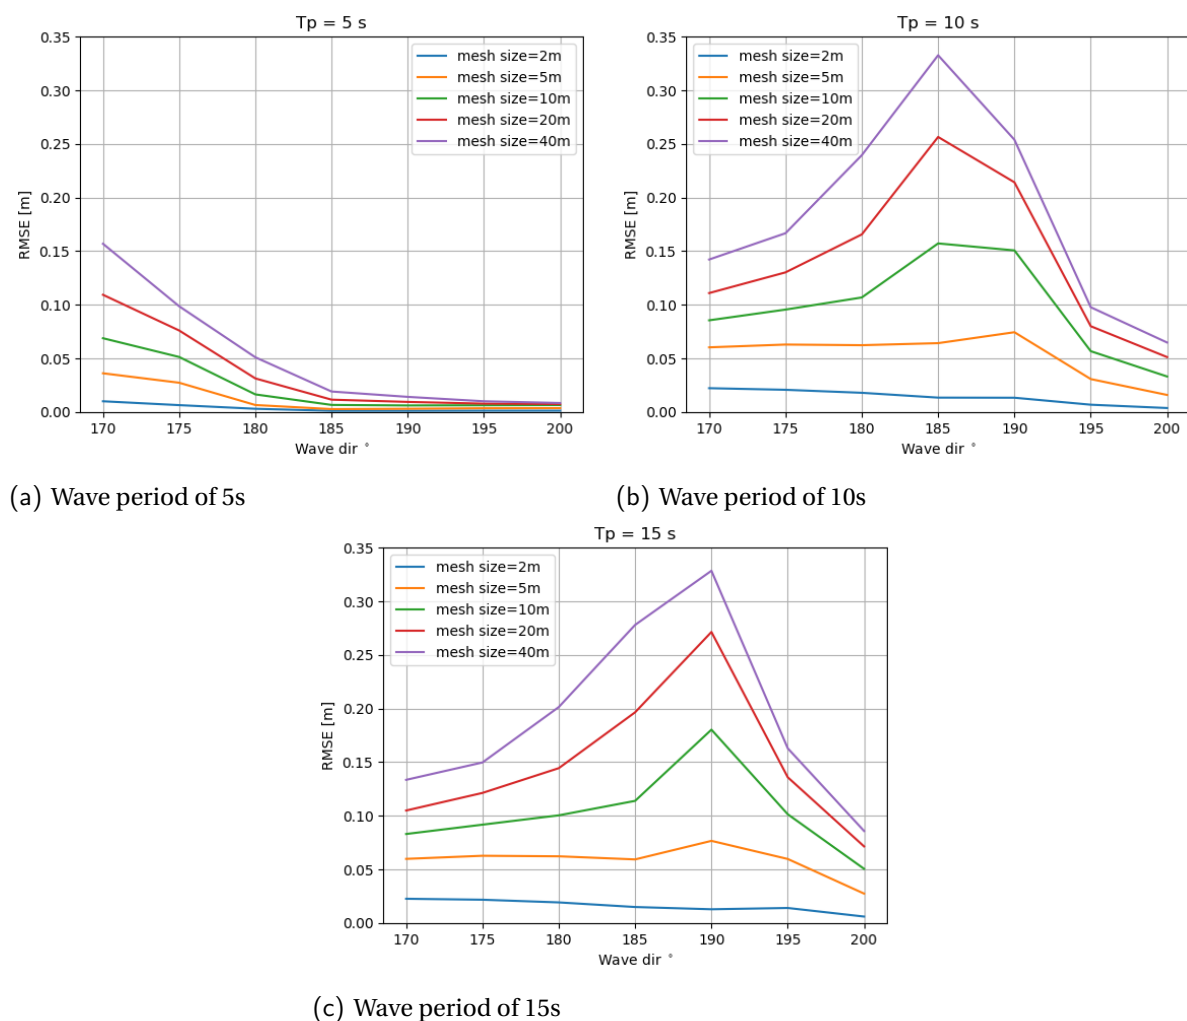 Tp = 5 s
RMSE [m]
0.35
0.30
0.25
0.20
0.15
0.10
0.05
0.00
mesh size=2m
mesh size=5m
mesh size=10m
mesh size=20m
mesh size=40m
170 175 180 185 190 195 200
Wave dir °
(a) Wave period of 5s
Tp = 10 s
RMSE [m]
0.35
0.30
0.25
0.20
0.15
0.10
0.05
0.00
mesh size=2m
mesh size=5m
mesh size=10m
mesh size=20m
mesh size=40m
170 175 180 185 190 195 200
Wave dir °
(b) Wave period of 10s
Tp = 15 s
RMSE [m]
0.35
0.30
0.25
0.20
0.15
0.10
0.05
0.00
mesh size=2m
mesh size=5m
mesh size=10m
mesh size=20m
mesh size=40m
170 175 180 185 190 195 200
Wave dir °
(c) Wave period of 15s